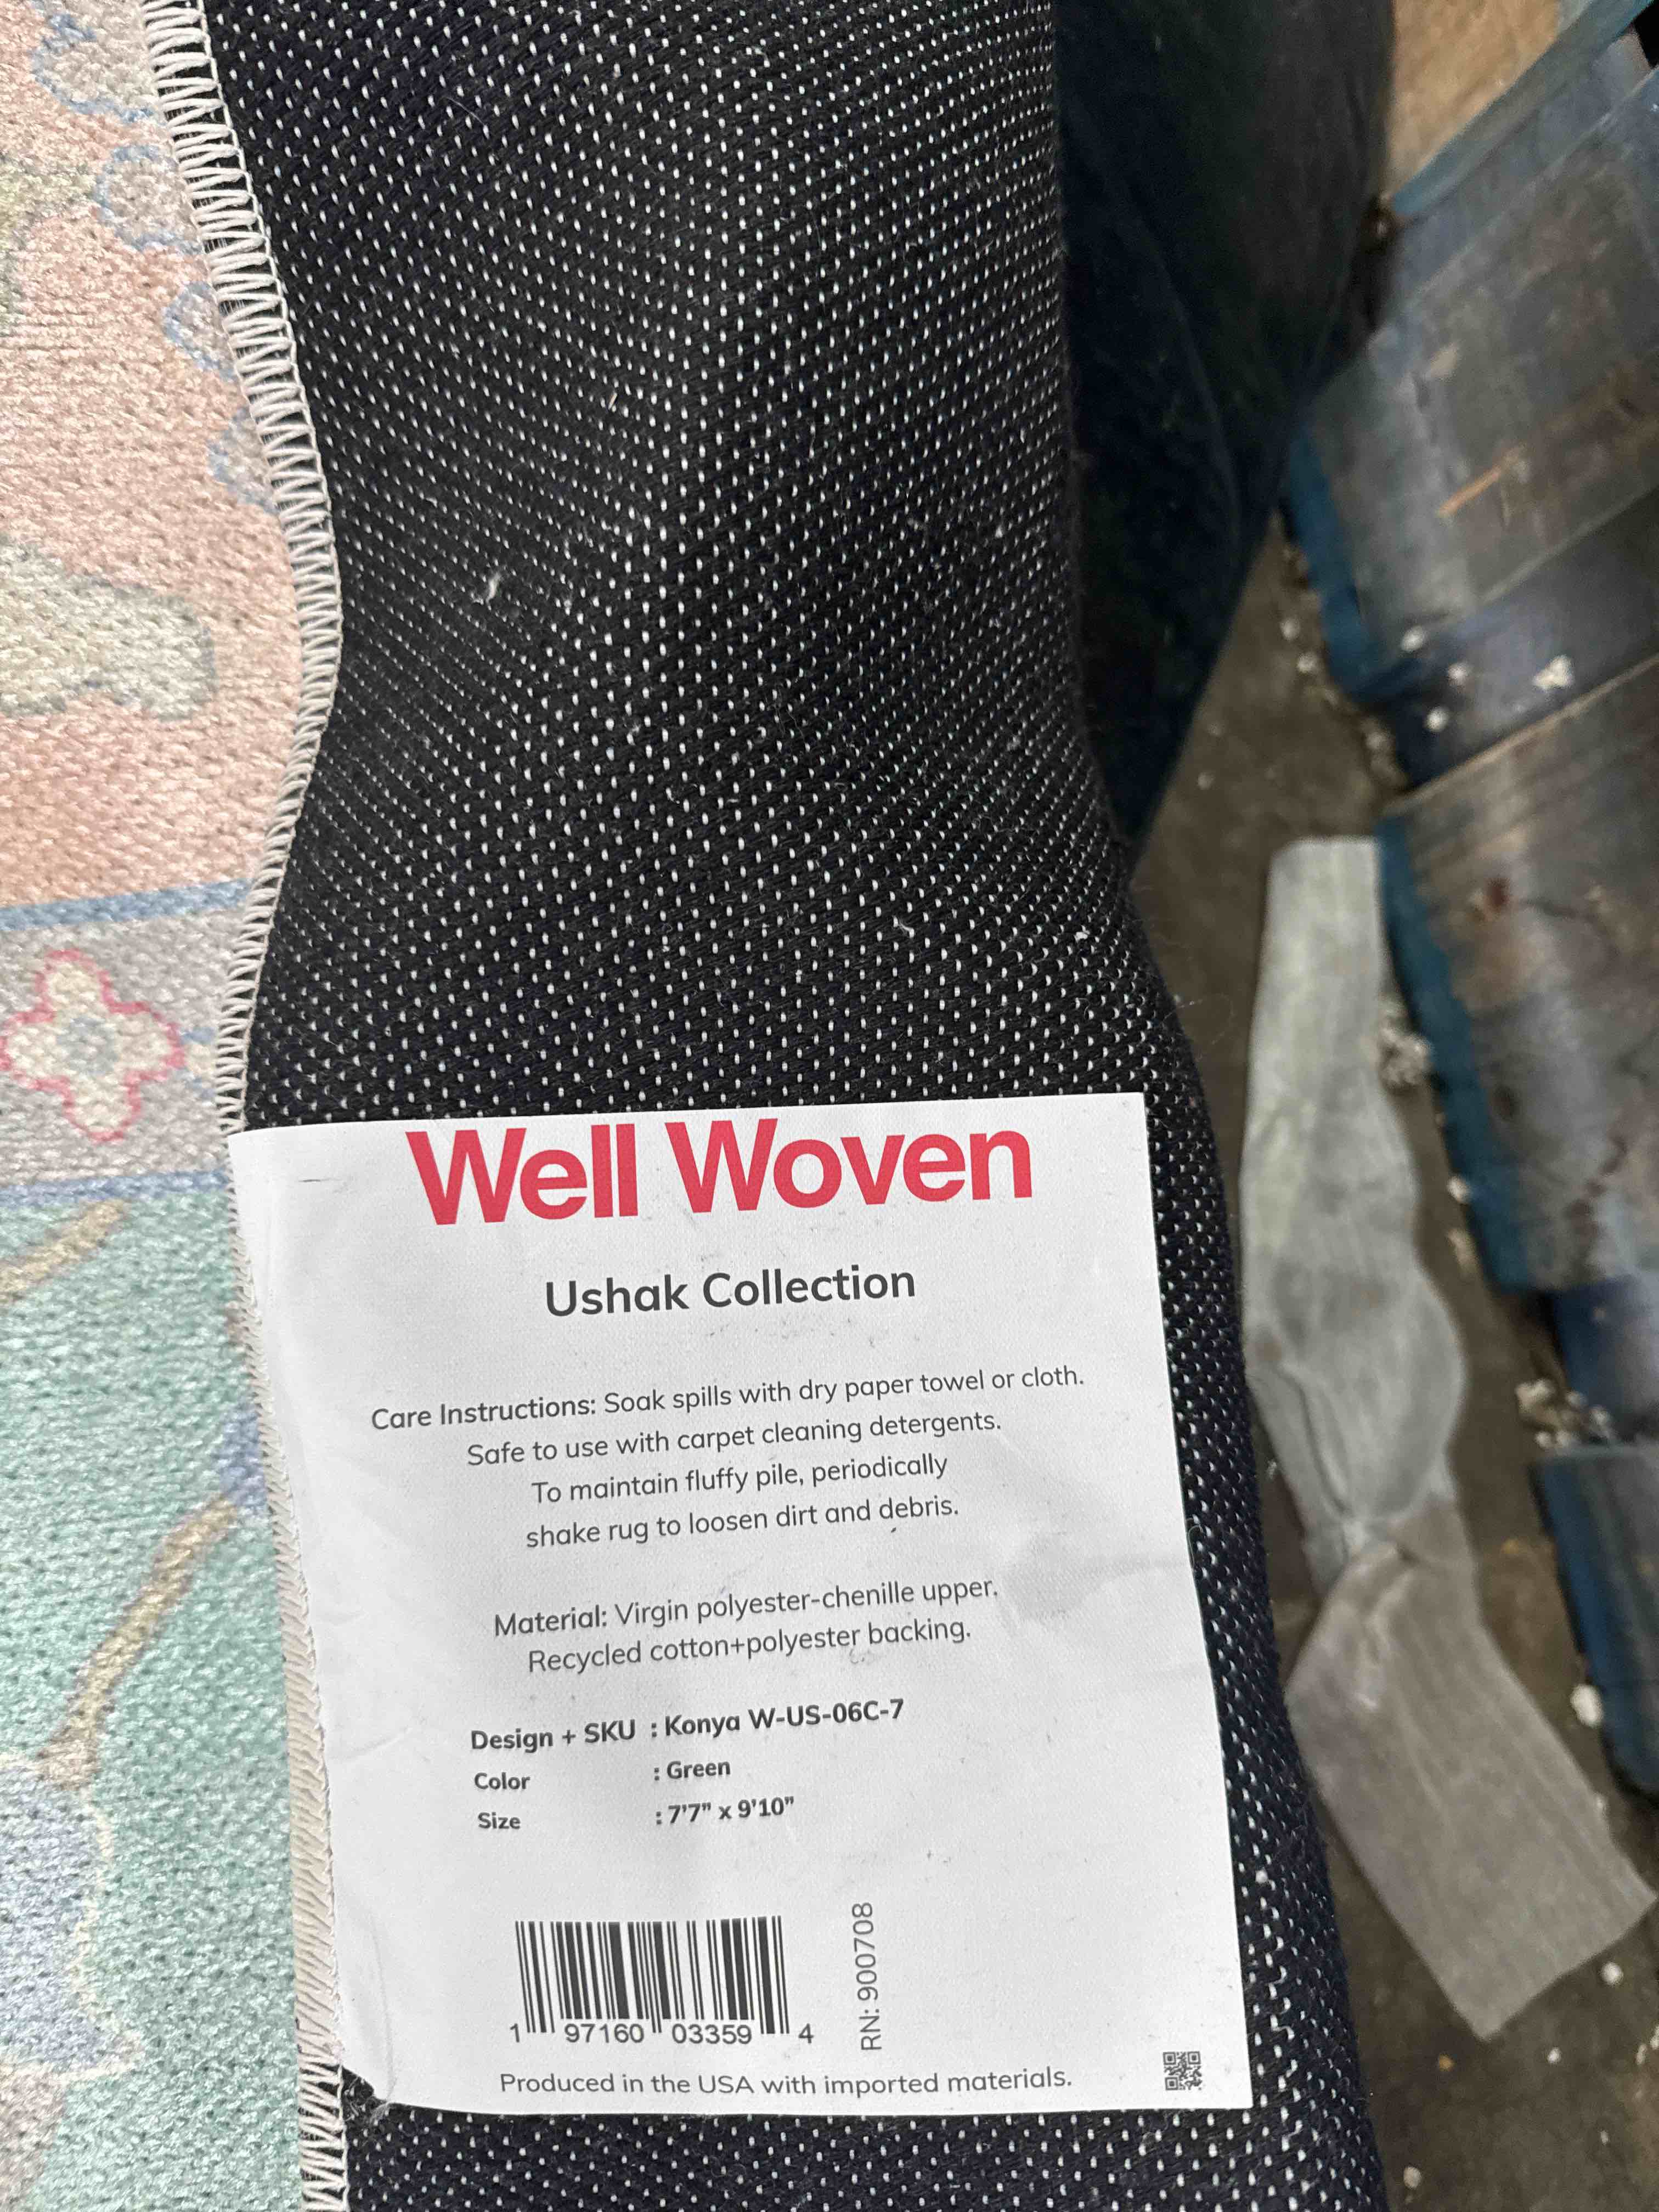 Well Woven
Ushak Collection
Care Instructions: Soak spills with dry paper towel or cloth.
Safe to use with carpet cleaning detergents.
To maintain fluffy pile, periodically
shake rug to loosen dirt and debris.
Material: Virgin polyester-chenille upper.
Recycled cotton+polyester backing.
Design + SKU : Konya W-US-06C-7
Color : Green
Size : 7'7" x 9'10"
1 97160 03359 4
RN: 900708
Produced in the USA with imported materials.